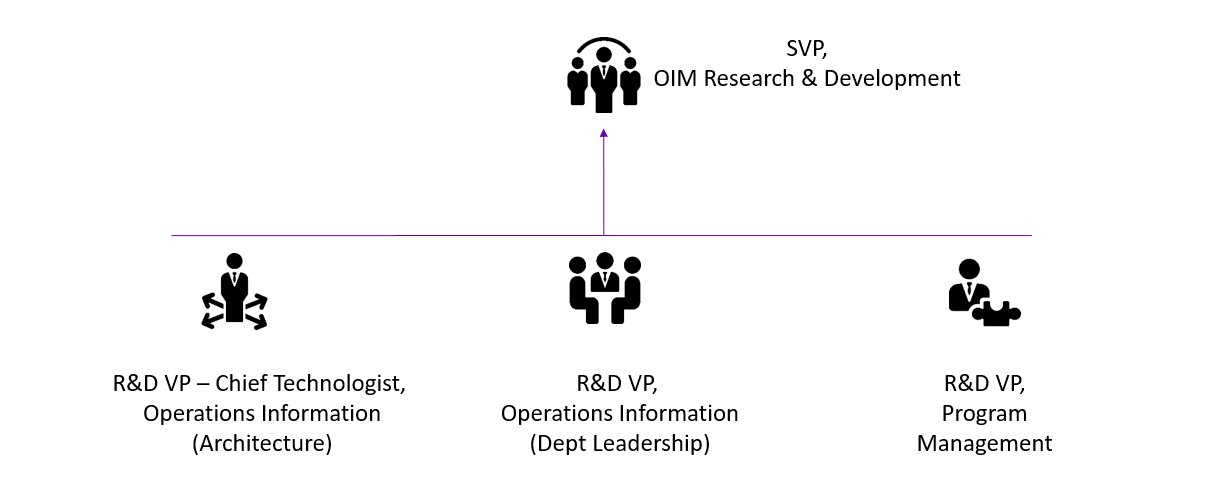 SVP,
OIM Research & Development
R&D VP – Chief Technologist,
Operations Information
(Architecture)
R&D VP,
Operations Information
(Dept Leadership)
R&D VP,
Program
Management